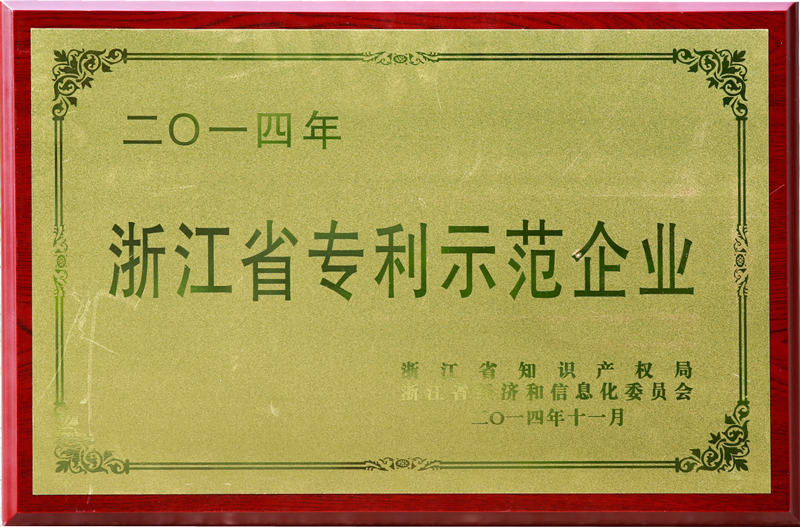 二〇一四年
浙江省专利示范企业
浙江省知识产权局
浙江省经济和信息化委员会
二〇一四年十一月